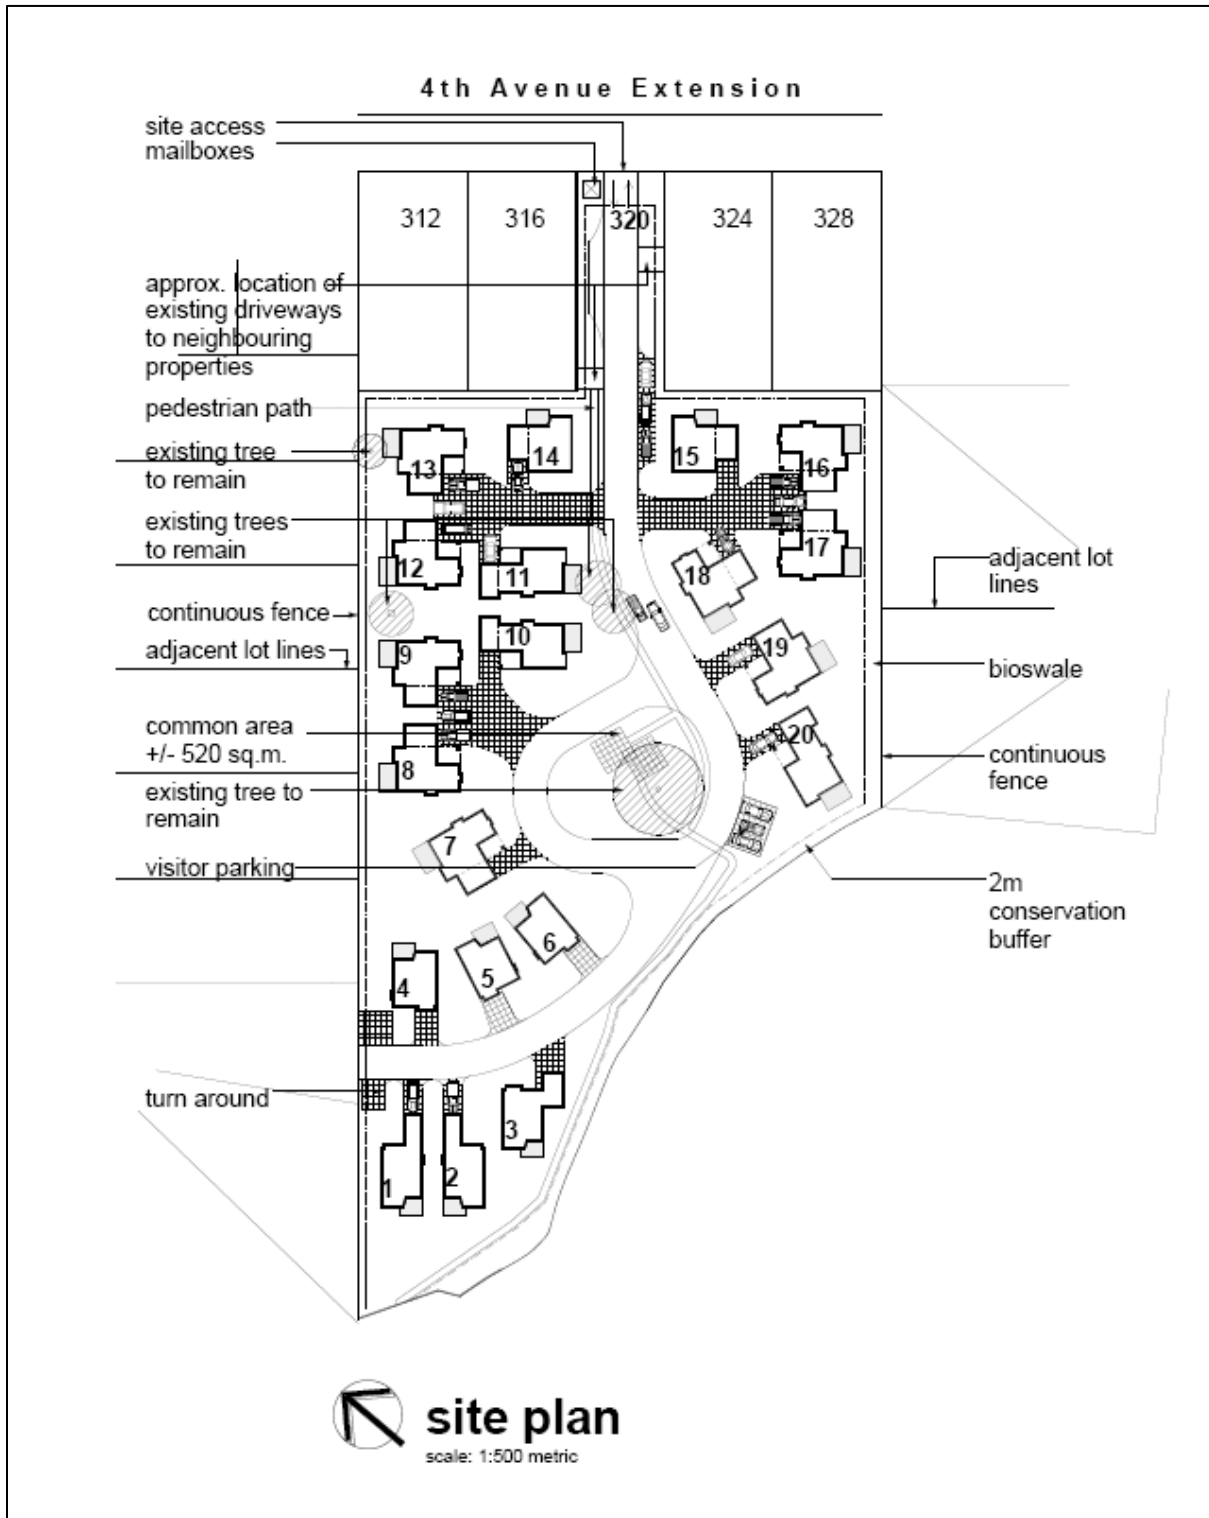 4th Avenue Extension
site access
mailboxes
312
316
320
324
328
approx. location of
existing driveways
to neighbouring
properties
pedestrian path
existing tree
to remain
existing trees
to remain
continuous fence
adjacent lot lines
common area
+/- 520 sq.m.
existing tree to
remain
visitor parking
turn around
13
14
15
16
12
11
18
17
9
10
19
8
20
7
6
5
4
3
1
2
adjacent lot
lines
bioswale
continuous
fence
2m
conservation
buffer
site plan
scale: 1:500 metric